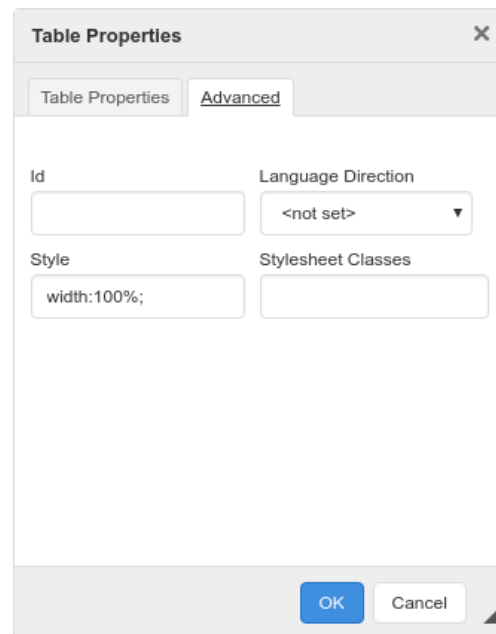 Table Properties
Table Properties Advanced
Id Language Direction
<not set>
Style Stylesheet Classes
width:100%;
OK Cancel